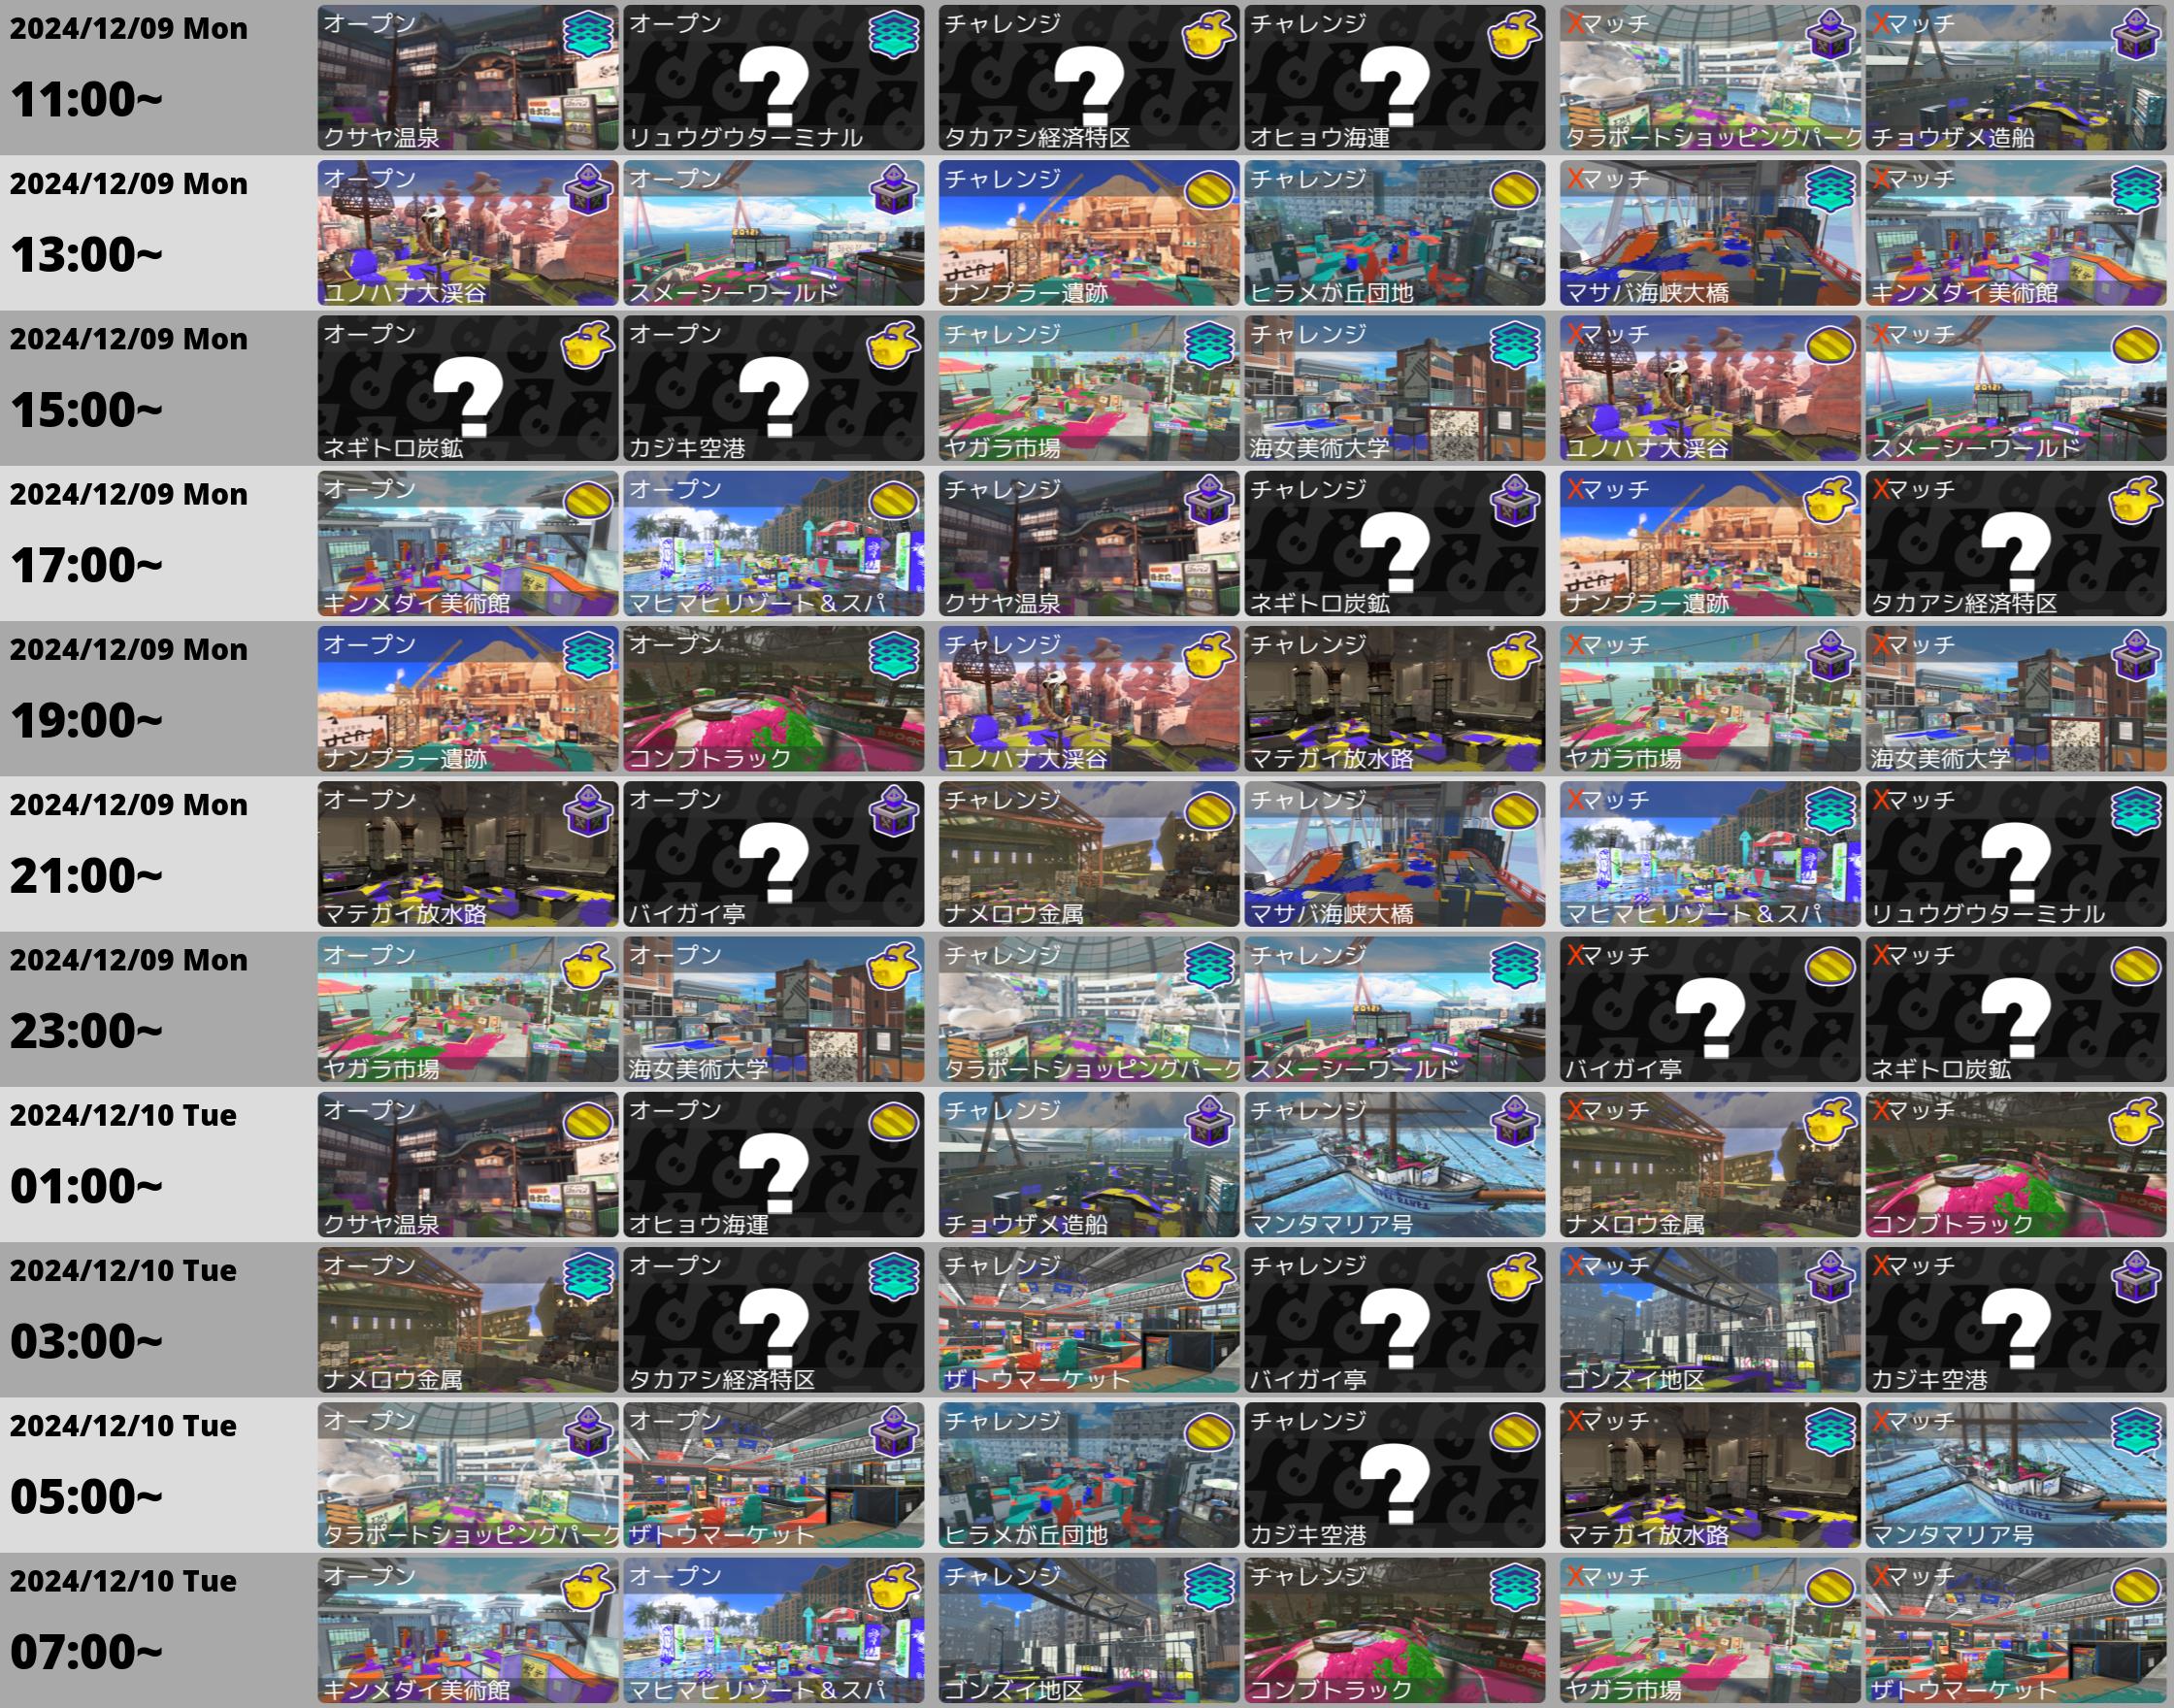 2024/12/09 Mon
11:00~
オープン
クサヤ温泉
オープン
リュウグウターミナル
チャレンジ
タカアシ経済特区
チャレンジ
オヒョウ海運
Xマッチ
タラポートショッピングパーク
Xマッチ
チョウザメ造船
2024/12/09 Mon
13:00~
オープン
ユノハナ大渓谷
オープン
スメーシーワールド
チャレンジ
ナンプラー遺跡
チャレンジ
ヒラメが丘団地
Xマッチ
マサバ海峡大橋
Xマッチ
キンメダイ美術館
2024/12/09 Mon
15:00~
オープン
ネギトロ炭鉱
オープン
カジキ空港
チャレンジ
ヤガラ市場
チャレンジ
海女美術大学
Xマッチ
ユノハナ大渓谷
Xマッチ
スメーシーワールド
2024/12/09 Mon
17:00~
オープン
キンメダイ美術館
オープン
マヒマヒリゾート＆スパ
チャレンジ
クサヤ温泉
チャレンジ
ネギトロ炭鉱
Xマッチ
ナンプラー遺跡
Xマッチ
タカアシ経済特区
2024/12/09 Mon
19:00~
オープン
ナンプラー遺跡
オープン
コンブトラック
チャレンジ
ユノハナ大渓谷
チャレンジ
マテガイ放水路
Xマッチ
ヤガラ市場
Xマッチ
海女美術大学
2024/12/09 Mon
21:00~
オープン
マテガイ放水路
オープン
バイガイ亭
チャレンジ
ナメロウ金属
チャレンジ
マサバ海峡大橋
Xマッチ
マヒマヒリゾート＆スパ
Xマッチ
リュウグウターミナル
2024/12/09 Mon
23:00~
オープン
ヤガラ市場
オープン
海女美術大学
チャレンジ
タラポートショッピングパーク
チャレンジ
スメーシーワールド
Xマッチ
バイガイ亭
Xマッチ
ネギトロ炭鉱
2024/12/10 Tue
01:00~
オープン
クサヤ温泉
オープン
オヒョウ海運
チャレンジ
チョウザメ造船
チャレンジ
マンタマリア号
Xマッチ
ナメロウ金属
Xマッチ
コンブトラック
2024/12/10 Tue
03:00~
オープン
ナメロウ金属
オープン
タカアシ経済特区
チャレンジ
ザトウマーケット
チャレンジ
バイガイ亭
Xマッチ
ゴンズイ地区
Xマッチ
カジキ空港
2024/12/10 Tue
05:00~
オープン
タラポートショッピングパーク
オープン
ザトウマーケット
チャレンジ
ヒラメが丘団地
チャレンジ
カジキ空港
Xマッチ
マテガイ放水路
Xマッチ
マンタマリア号
2024/12/10 Tue
07:00~
オープン
キンメダイ美術館
オープン
マヒマヒリゾート＆スパ
チャレンジ
ゴンズイ地区
チャレンジ
コンブトラック
Xマッチ
ヤガラ市場
Xマッチ
ザトウマーケット